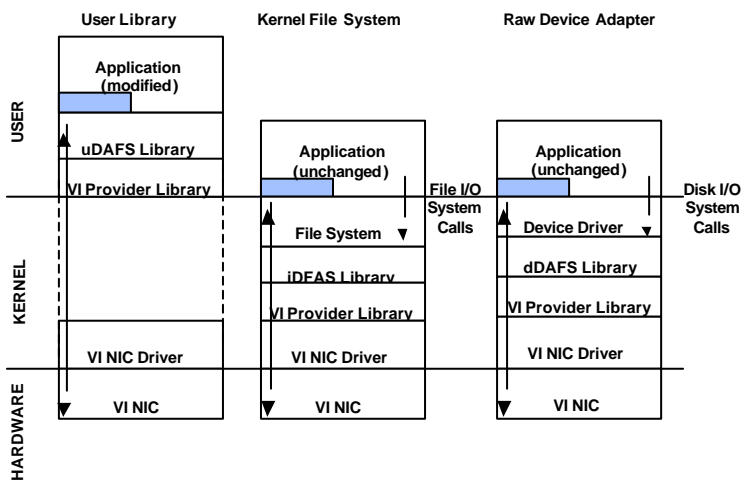 User Library
Kernel File System
Raw Device Adapter
USER
KERNEL
HARDWARE
Application
(modified)
uDAFS Library
VI Provider Library
VI NIC Driver
VI NIC
Application
(unchanged)
File System
iDFAS Library
VI Provider Library
VI NIC Driver
VI NIC
File I/O
System
Calls
Application
(unchanged)
Device Driver
dDAFS Library
VI Provider Library
VI NIC Driver
VI NIC
Disk I/O
System
Calls